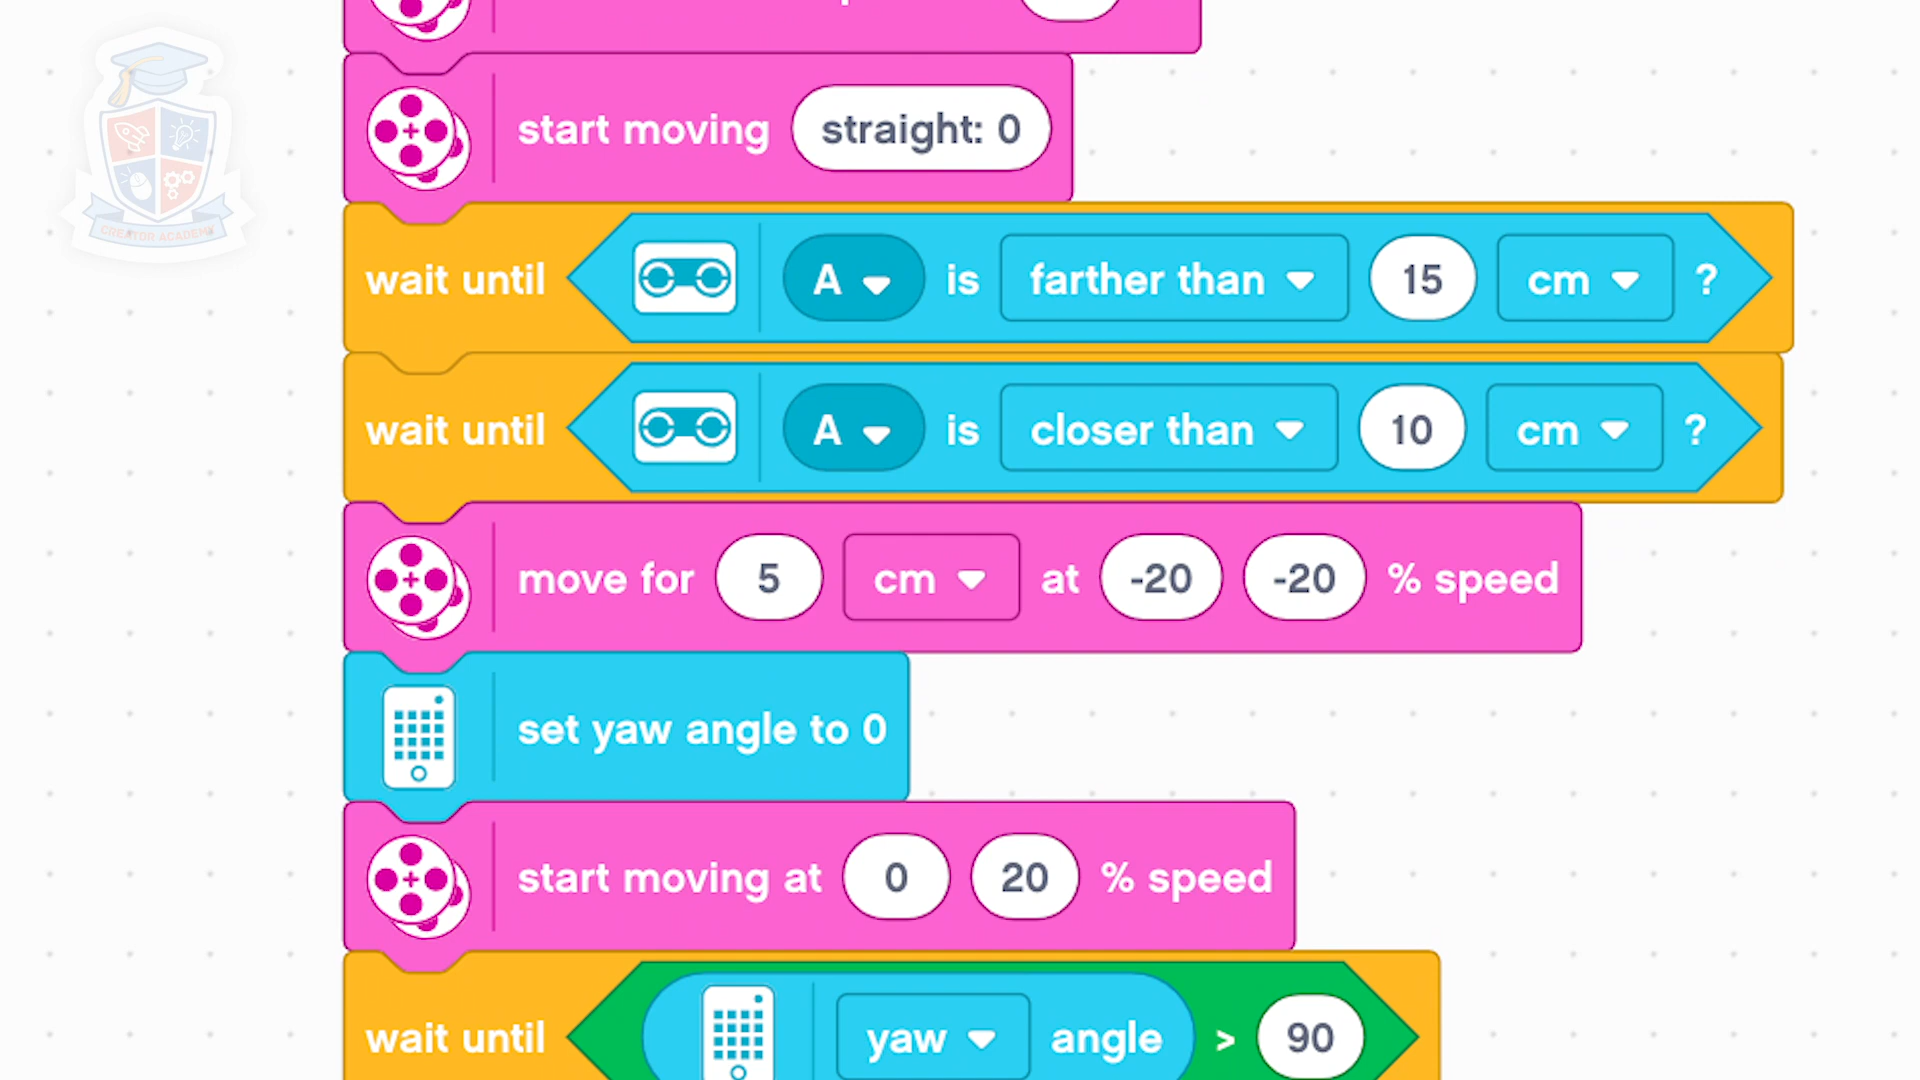 CREATOR ACADEMY
start moving straight: 0
wait until A is farther than 15 cm ?
wait until A is closer than 10 cm ?
move for 5 cm at -20 -20 % speed
set yaw angle to 0
start moving at 0 20 % speed
wait until yaw angle > 90